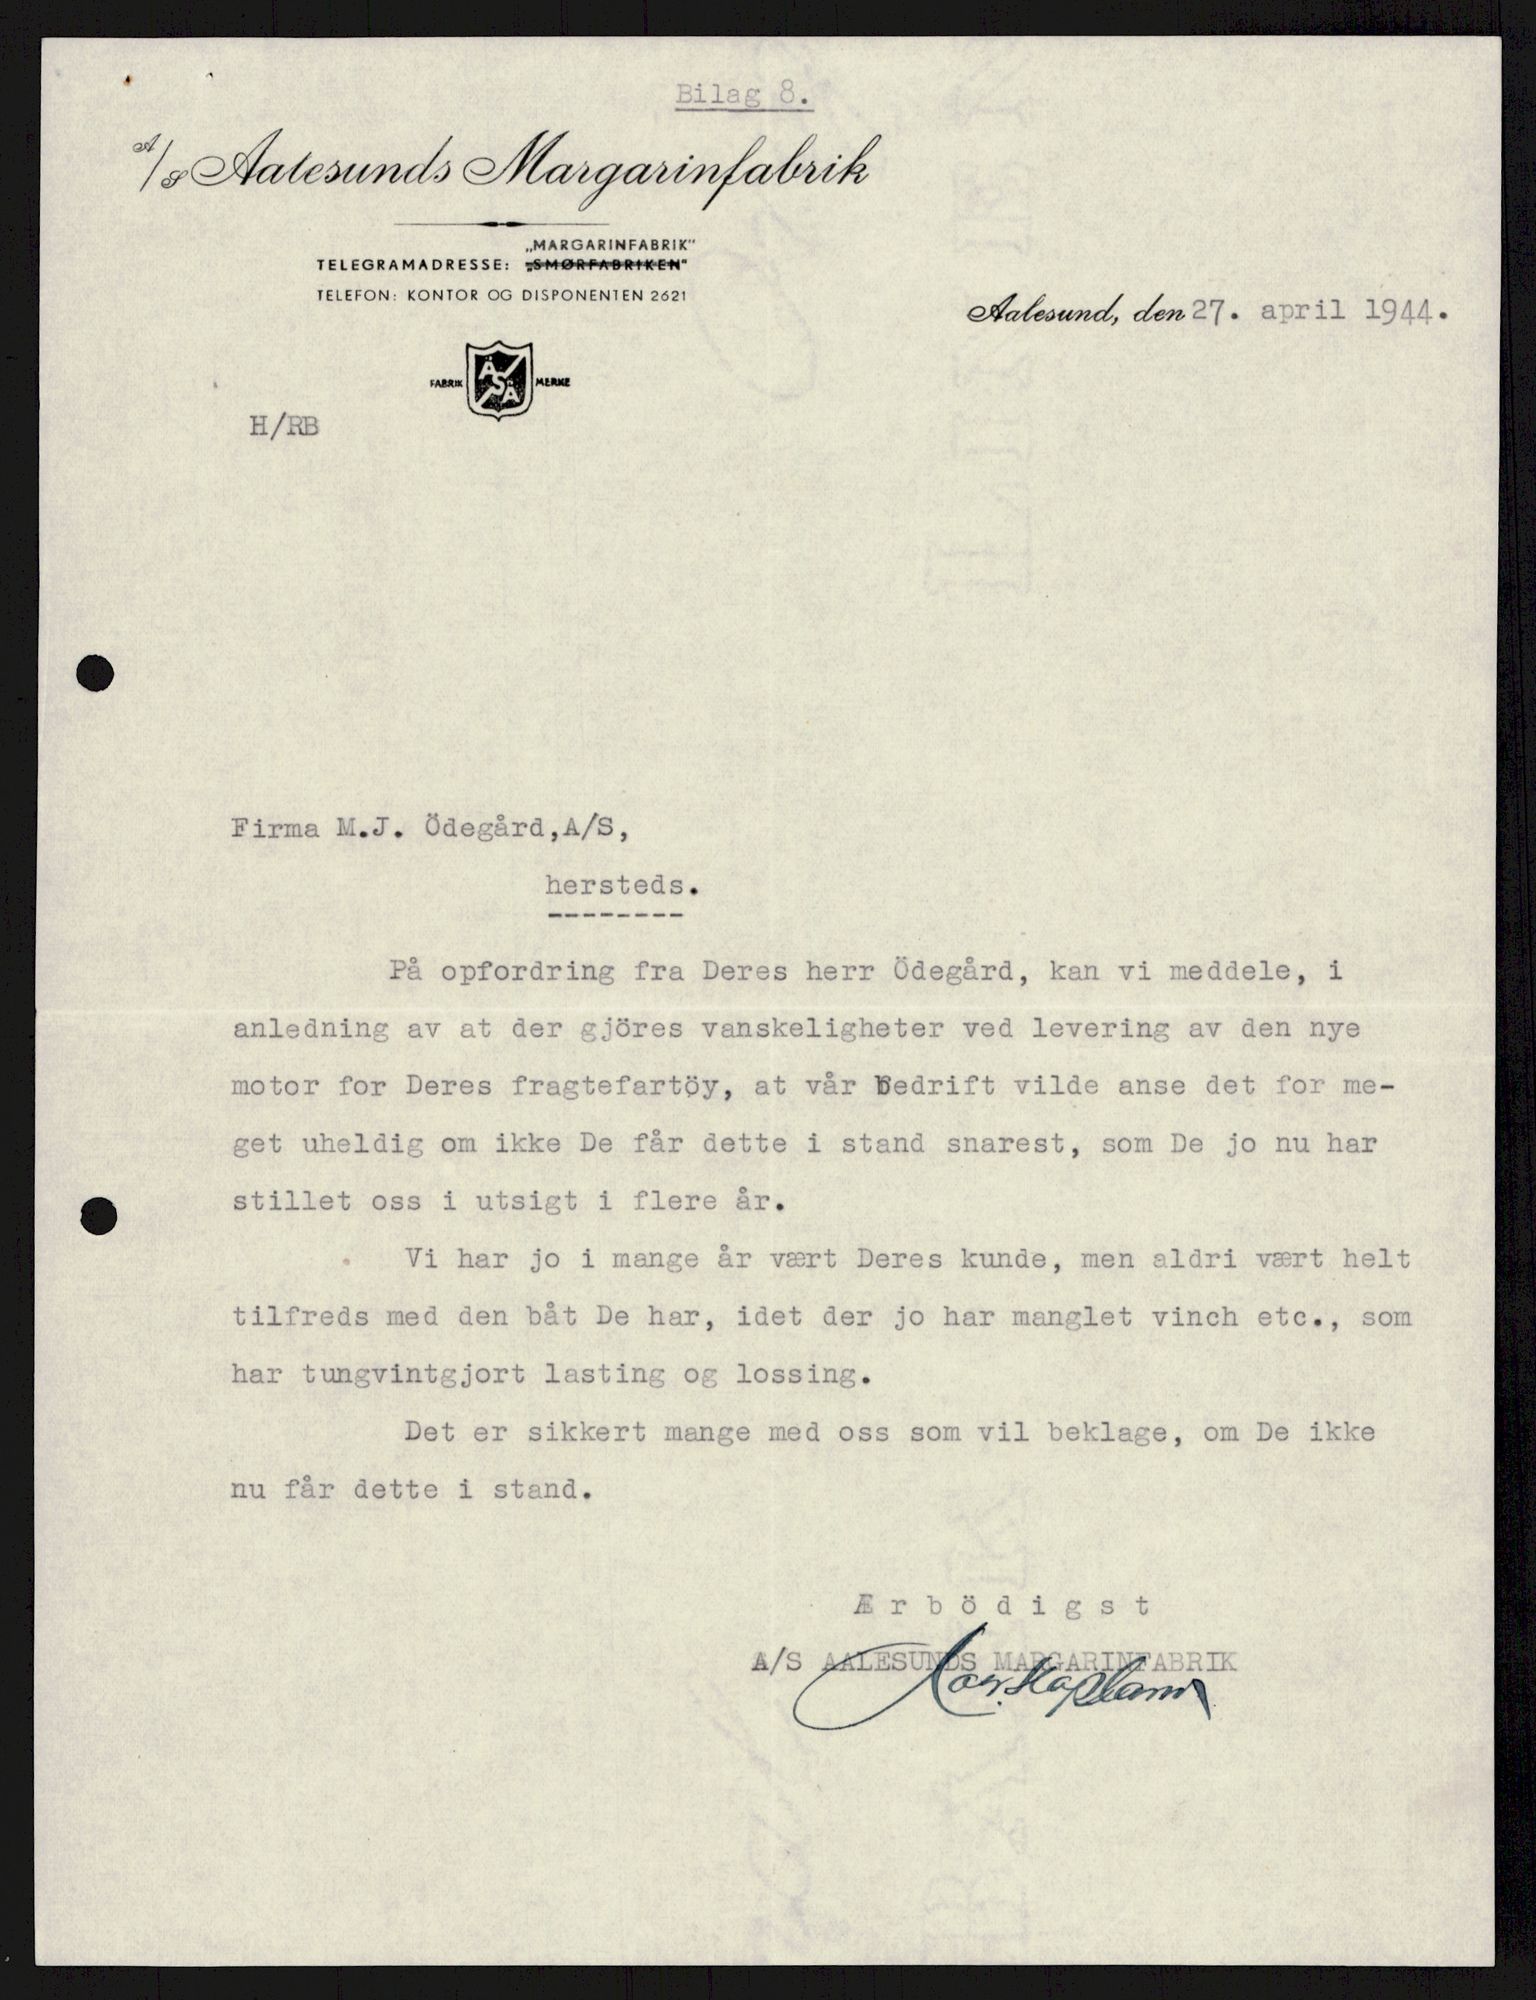 Bilag 8.
A/S Aalesunds Margarinfabrik
„MARGARINFABRIK"
TELEGRAMADRESSE: „SMØRFABRIKEN"
TELEFON: KONTOR OG DISPONENTEN 2621
Aalesund, den 27. april 1944.
FABRIK ÅSA MERKE
H/RB
Firma M.J. Ödegård,A/S,
hersteds.
--------
På opfordring fra Deres herr Ödegård, kan vi meddele, i
anledning av at der gjöres vanskeligheter ved levering av den nye
motor for Deres fragtefartöy, at vår bedrift vilde anse det for me-
get uheldig om ikke De får dette i stand snarest, som De jo nu har
stillet oss i utsigt i flere år.
Vi har jo i mange år vært Deres kunde, men aldri vært helt
tilfreds med den båt De har, idet der jo har manglet vinch etc., som
har tungvintgjort lasting og lossing.
Det er sikkert mange med oss som vil beklage, om De ikke
nu får dette i stand.
Æ r b ö d i g s t
A/S AALESUNDS MARGARINFABRIK